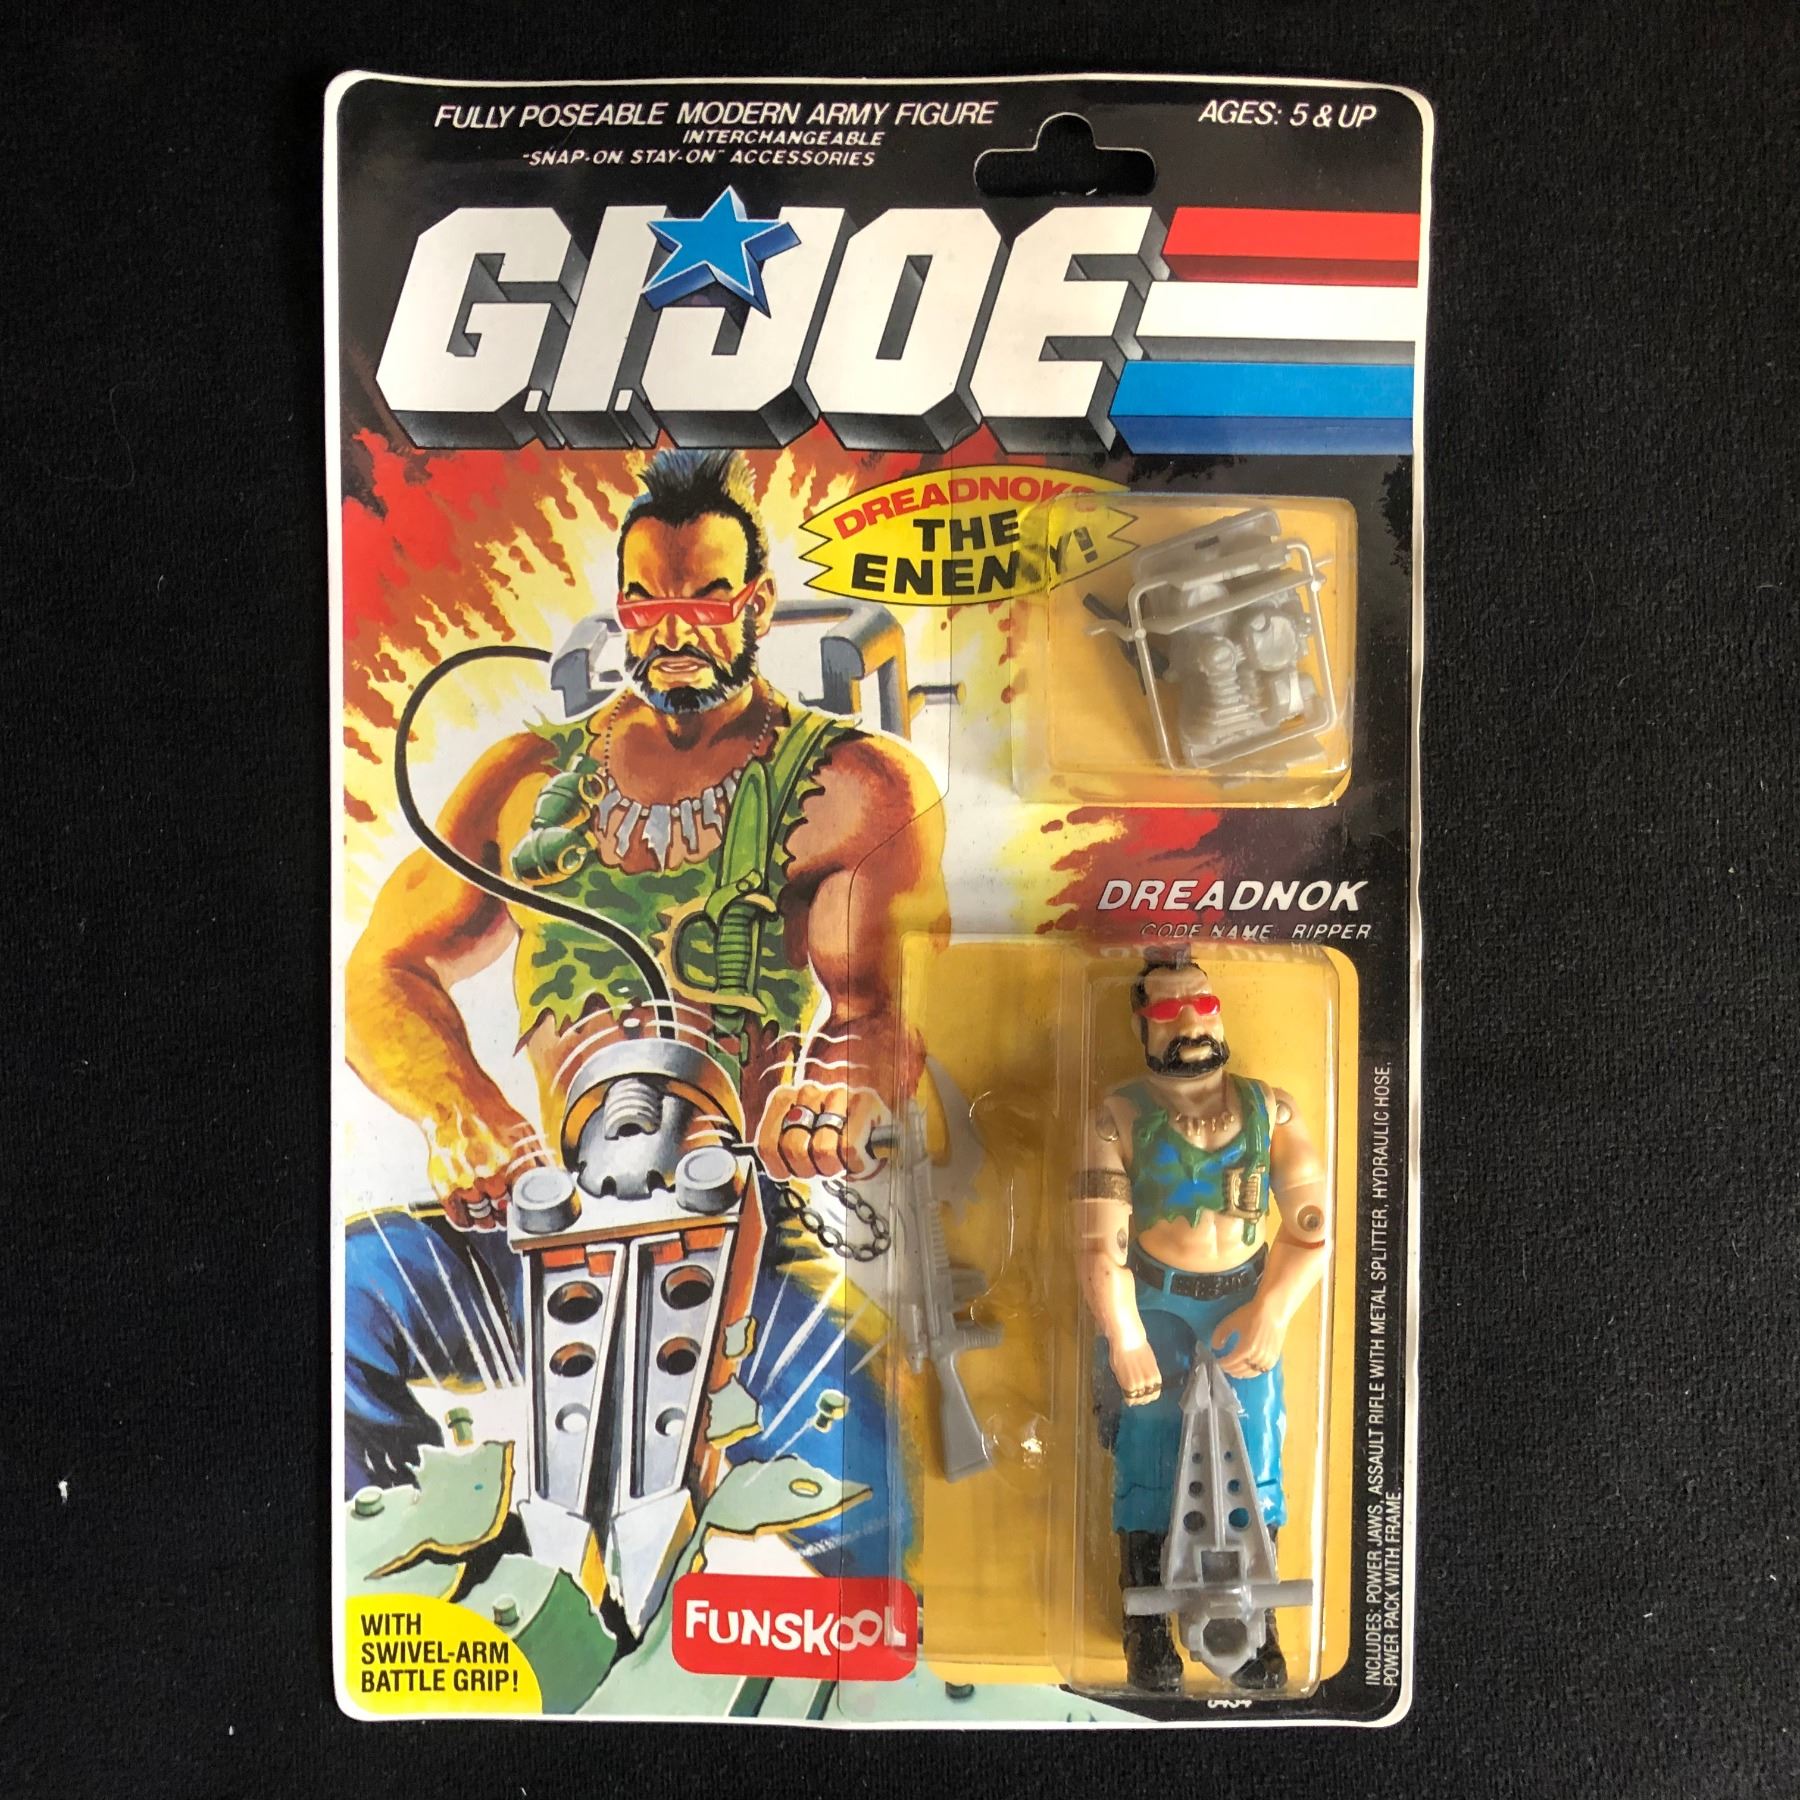 FULLY POSEABLE MODERN ARMY FIGURE
INTERCHANGEABLE
"SNAP-ON STAY-ON" ACCESSORIES
AGES: 5 & UP
G.I.JOE
DREADNOKS
THE
ENEMY!
DREADNOK
CODE NAME: RIPPER
INCLUDES: POWER JAWS, ASSAULT RIFLE WITH METAL SPLITTER, HYDRAULIC HOSE,
POWER PACK WITH FRAME.
WITH
SWIVEL-ARM
BATTLE GRIP!
FUNSKOOL